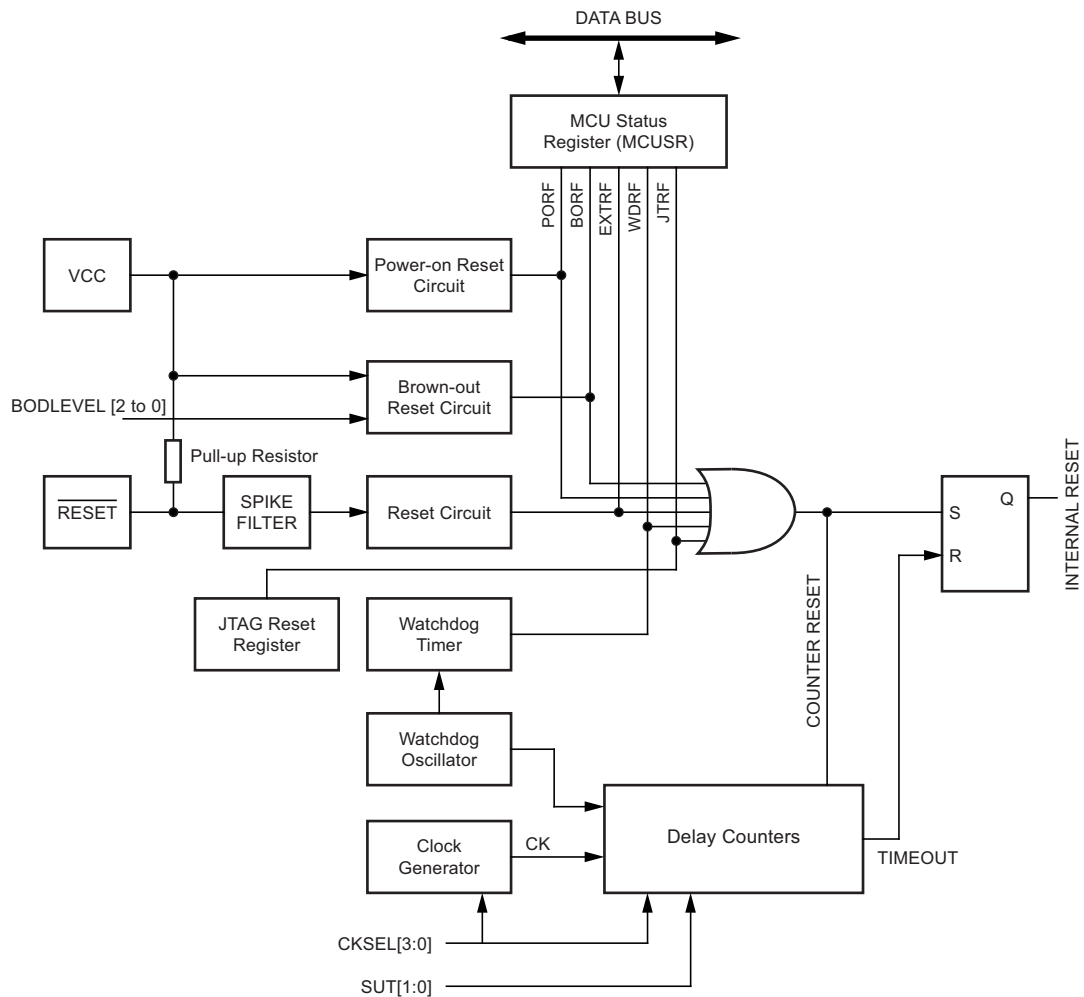 DATA BUS
MCU Status
Register (MCUSR)
PORF
BORF
EXTRF
WDRF
JTRF
VCC
Power-on Reset
Circuit
Brown-out
Reset Circuit
BODLEVEL [2 to 0]
Pull-up Resistor
RESET
SPIKE
FILTER
Reset Circuit
S
Q
R
INTERNAL RESET
JTAG Reset
Register
Watchdog
Timer
COUNTER RESET
Watchdog
Oscillator
Delay Counters
Clock
Generator
CK
TIMEOUT
CKSEL[3:0]
SUT[1:0]